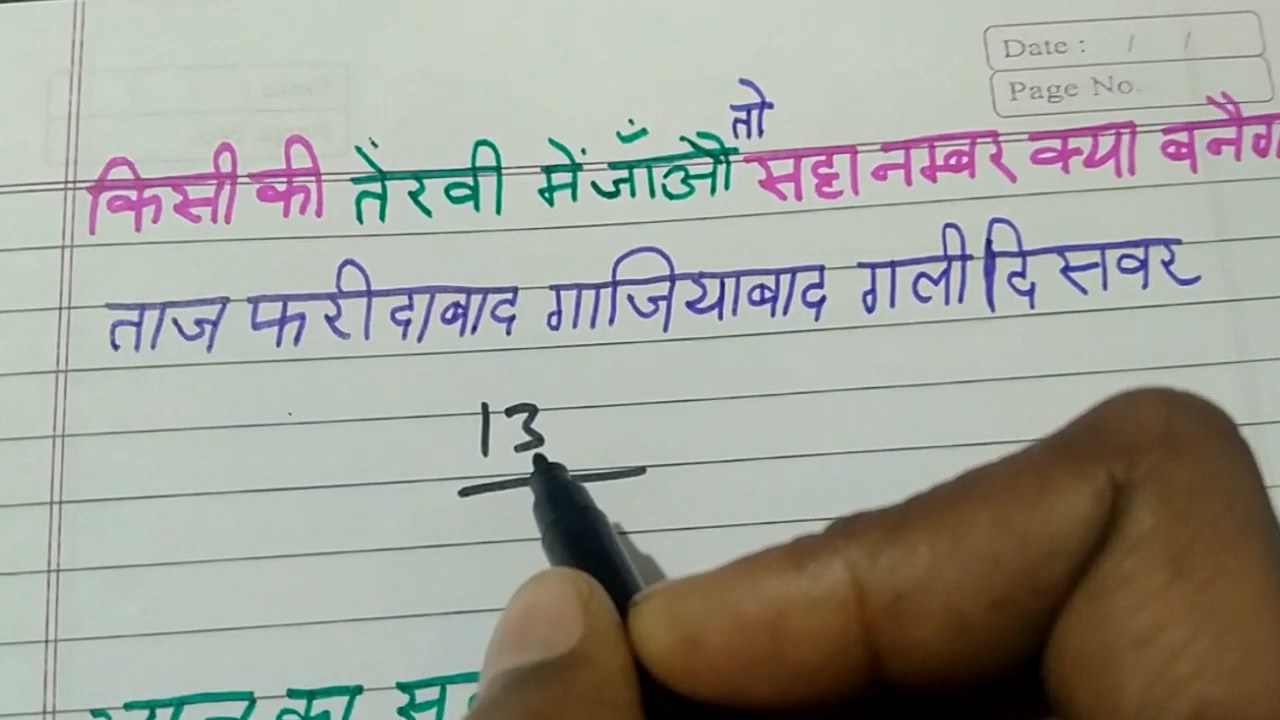 Date : / /
Page No.
तो
किसी की तेंरवी में जाँऔ सट्टा नम्बर क्या बनैग
ताज फरीदाबाद गाजियाबाद गली दिसवर
13
का